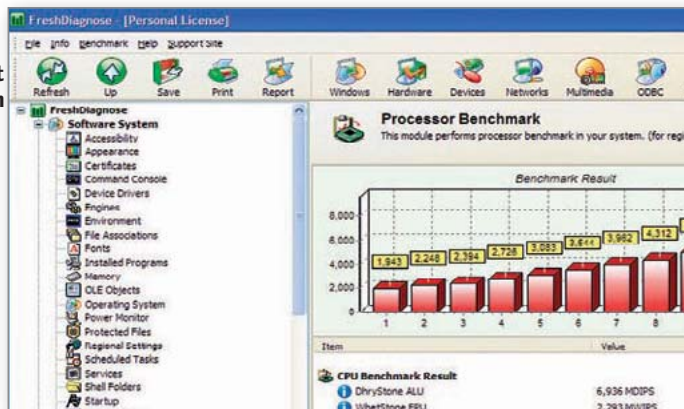 FreshDiagnose - [Personal License]
File Info Benchmark Help Support Site
Refresh Up Save Print Report Windows Hardware Devices Networks Multimedia ODBC
t
n
FreshDiagnose
Software System
Accessibility
Appearance
Certificates
Command Console
Device Drivers
Engines
Environment
File Associations
Fonts
Installed Programs
Memory
OLE Objects
Operating System
Power Monitor
Protected Files
Regional Settings
Scheduled Tasks
Services
Shell Folders
Startup
Processor Benchmark
This module performs processor benchmark in your system. (for regi
Benchmark Result
8,000
6,000
4,000
2,000
0
1,943 2,248 2,394 2,726 3,083 3,962 4,312
1 2 3 4 5 6 7 8
Item Value
CPU Benchmark Result
DhryStone ALU 6,936 MDIPS
WhetStone FPU 2,293 MWIPS